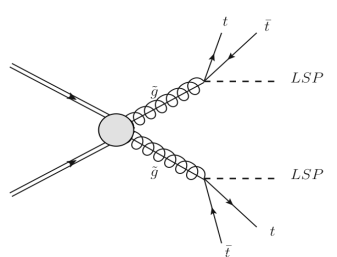 t t̄
g̃ LSP
g̃ LSP
t
t̄